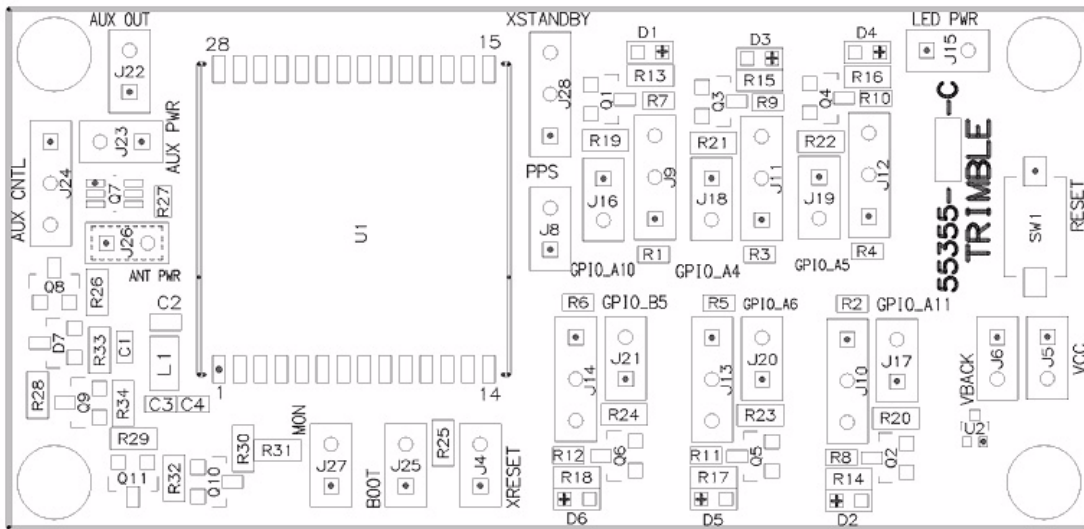 AUX OUT
XSTANDBY
D1
D3
D4
LED PWR
28
15
J22
J28
R13
R15
R16
J15
Q1
Q3
Q4
R7
R9
R10
J23
AUX PWR
J24
AUX CNTL
R19
R21
R22
J9
J11
J12
55355- -C
TRIMBLE
PPS
J16
J18
J19
Q7
R27
J8
U1
SW1
RESET
J26
ANT PWR
R1
R3
R4
GPIO_A10
GPIO_A4
GPIO_A5
Q8
R26
C2
R6
GPIO_B5
R5
GPIO_A6
R2
GPIO_A11
D7
R33
C1
L1
J14
J21
J13
J20
J10
J17
J6
J5
VBACK
VCC
1
14
R28
Q9
R34
C3
C4
R24
R23
R20
U2
MON
R29
R30
R31
J27
BOOT
J25
R25
J4
XRESET
R12
Q6
R11
Q5
R8
Q2
Q11
R32
Q10
R18
R17
R14
D6
D5
D2